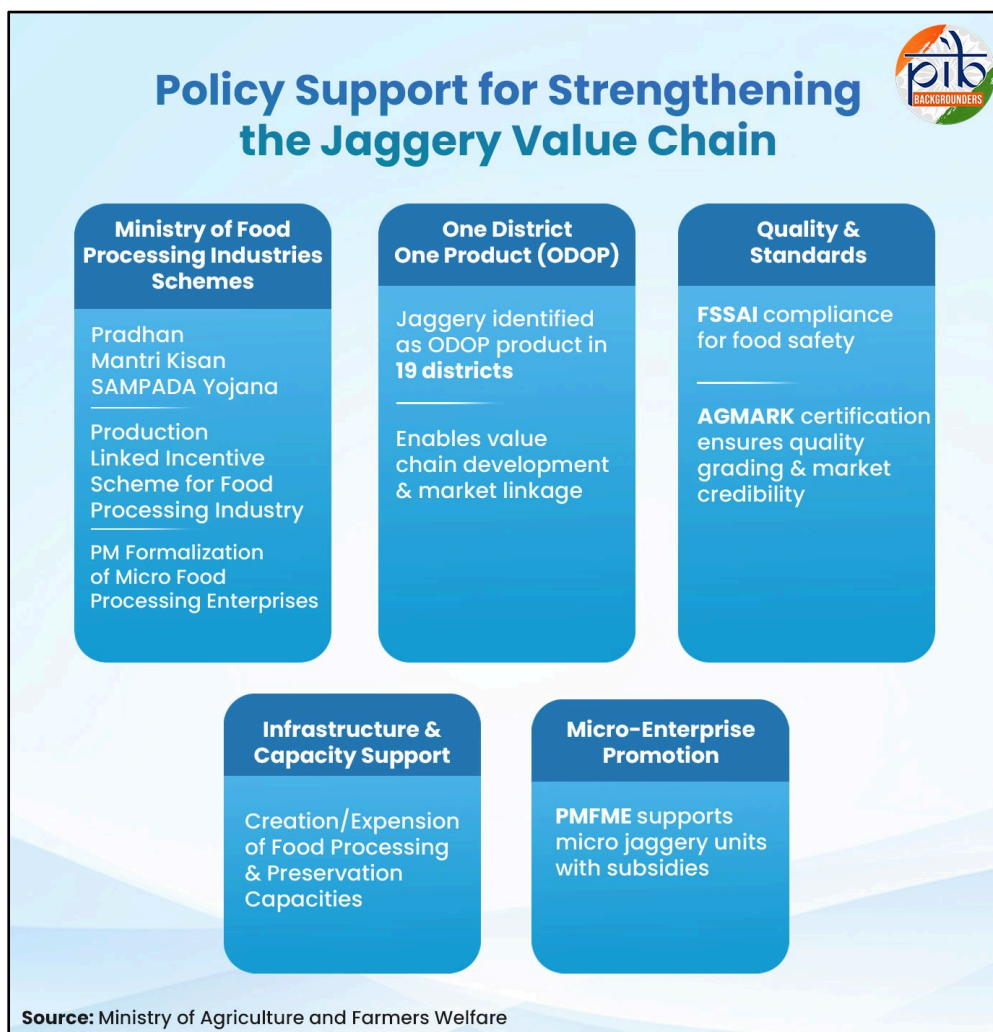 pib
BACKGROUNDERS
Policy Support for Strengthening
the Jaggery Value Chain
Ministry of Food
Processing Industries
Schemes
Pradhan
Mantri Kisan
SAMPADA Yojana
Production
Linked Incentive
Scheme for Food
Processing Industry
PM Formalization
of Micro Food
Processing Enterprises
One District
One Product (ODOP)
Jaggery identified
as ODOP product in
19 districts
Enables value
chain development
& market linkage
Quality &
Standards
FSSAI compliance
for food safety
AGMARK certification
ensures quality
grading & market
credibility
Infrastructure &
Capacity Support
Creation/Expension
of Food Processing
& Preservation
Capacities
Micro-Enterprise
Promotion
PMFME supports
micro jaggery units
with subsidies
Source: Ministry of Agriculture and Farmers Welfare